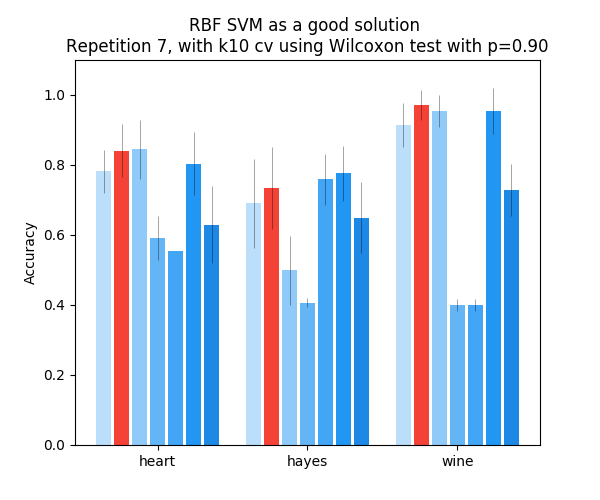 RBF SVM as a good solution
Repetition 7, with k10 cv using Wilcoxon test with p=0.90
1.0
0.8
0.6
0.4
0.2
0.0
Accuracy
heart
hayes
wine